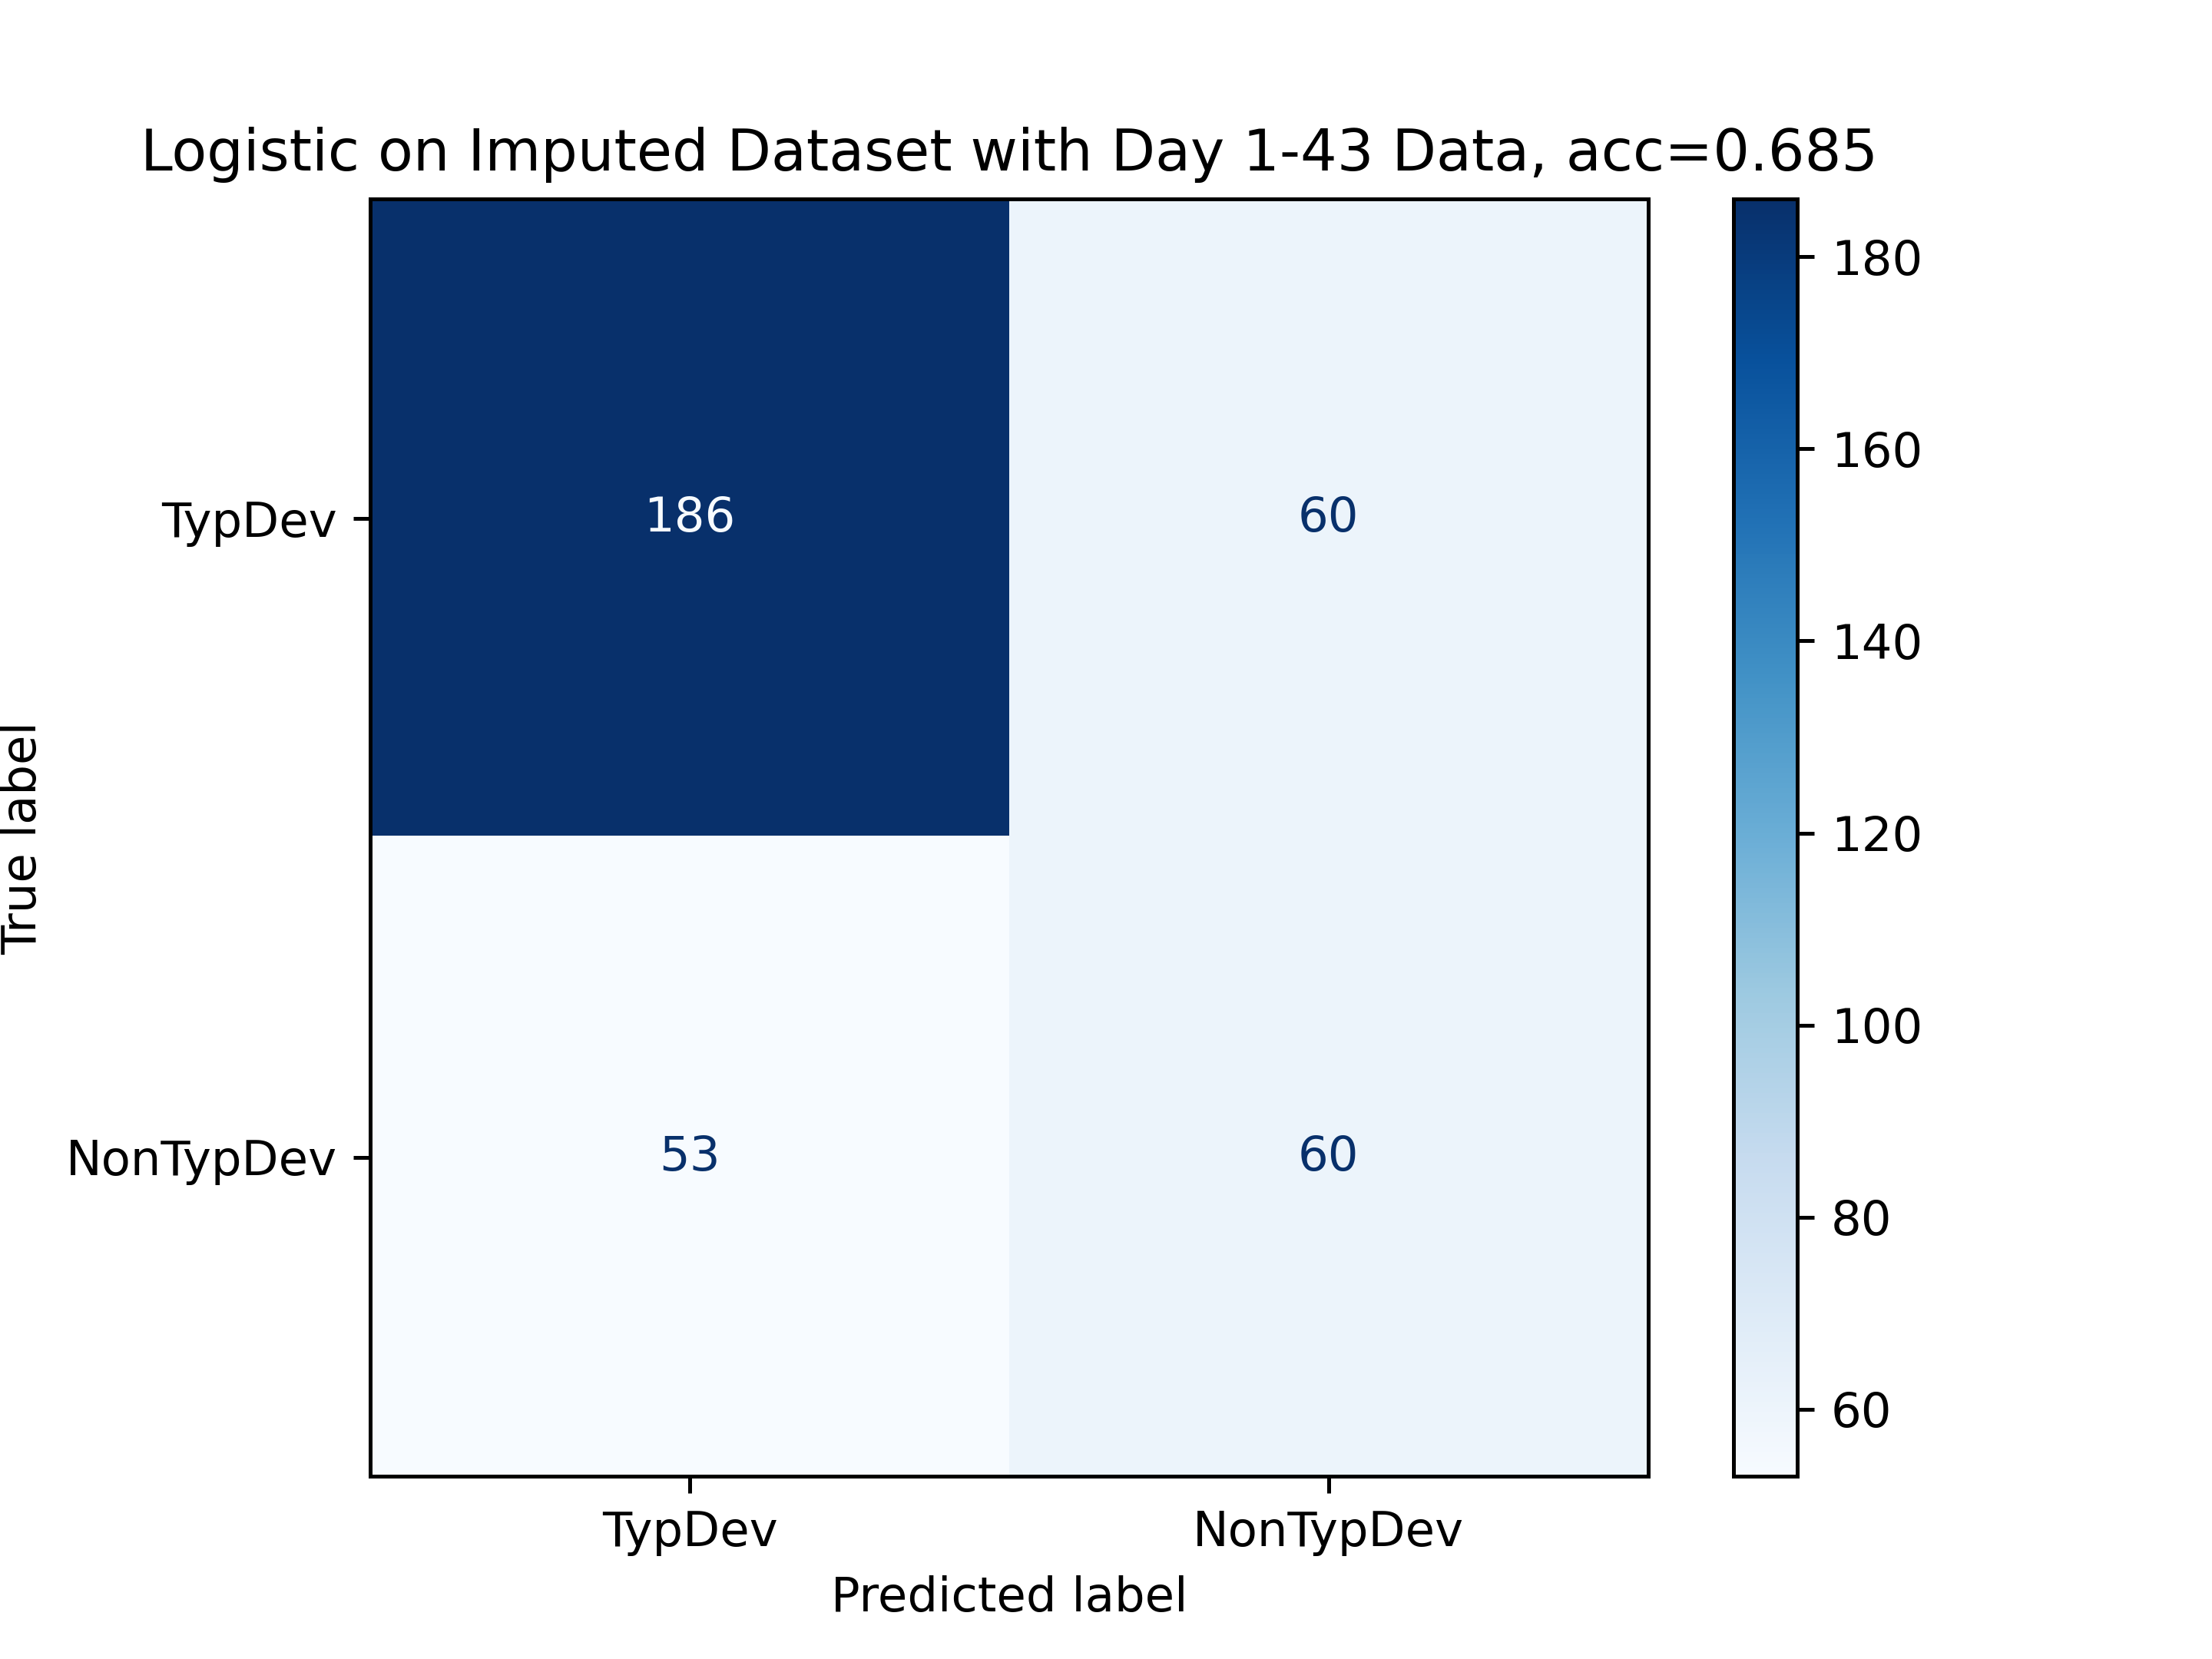 Logistic on Imputed Dataset with Day 1-43 Data, acc=0.685
True label
TypDev
NonTypDev
186
60
53
60
TypDev
NonTypDev
Predicted label
180
160
140
120
100
80
60